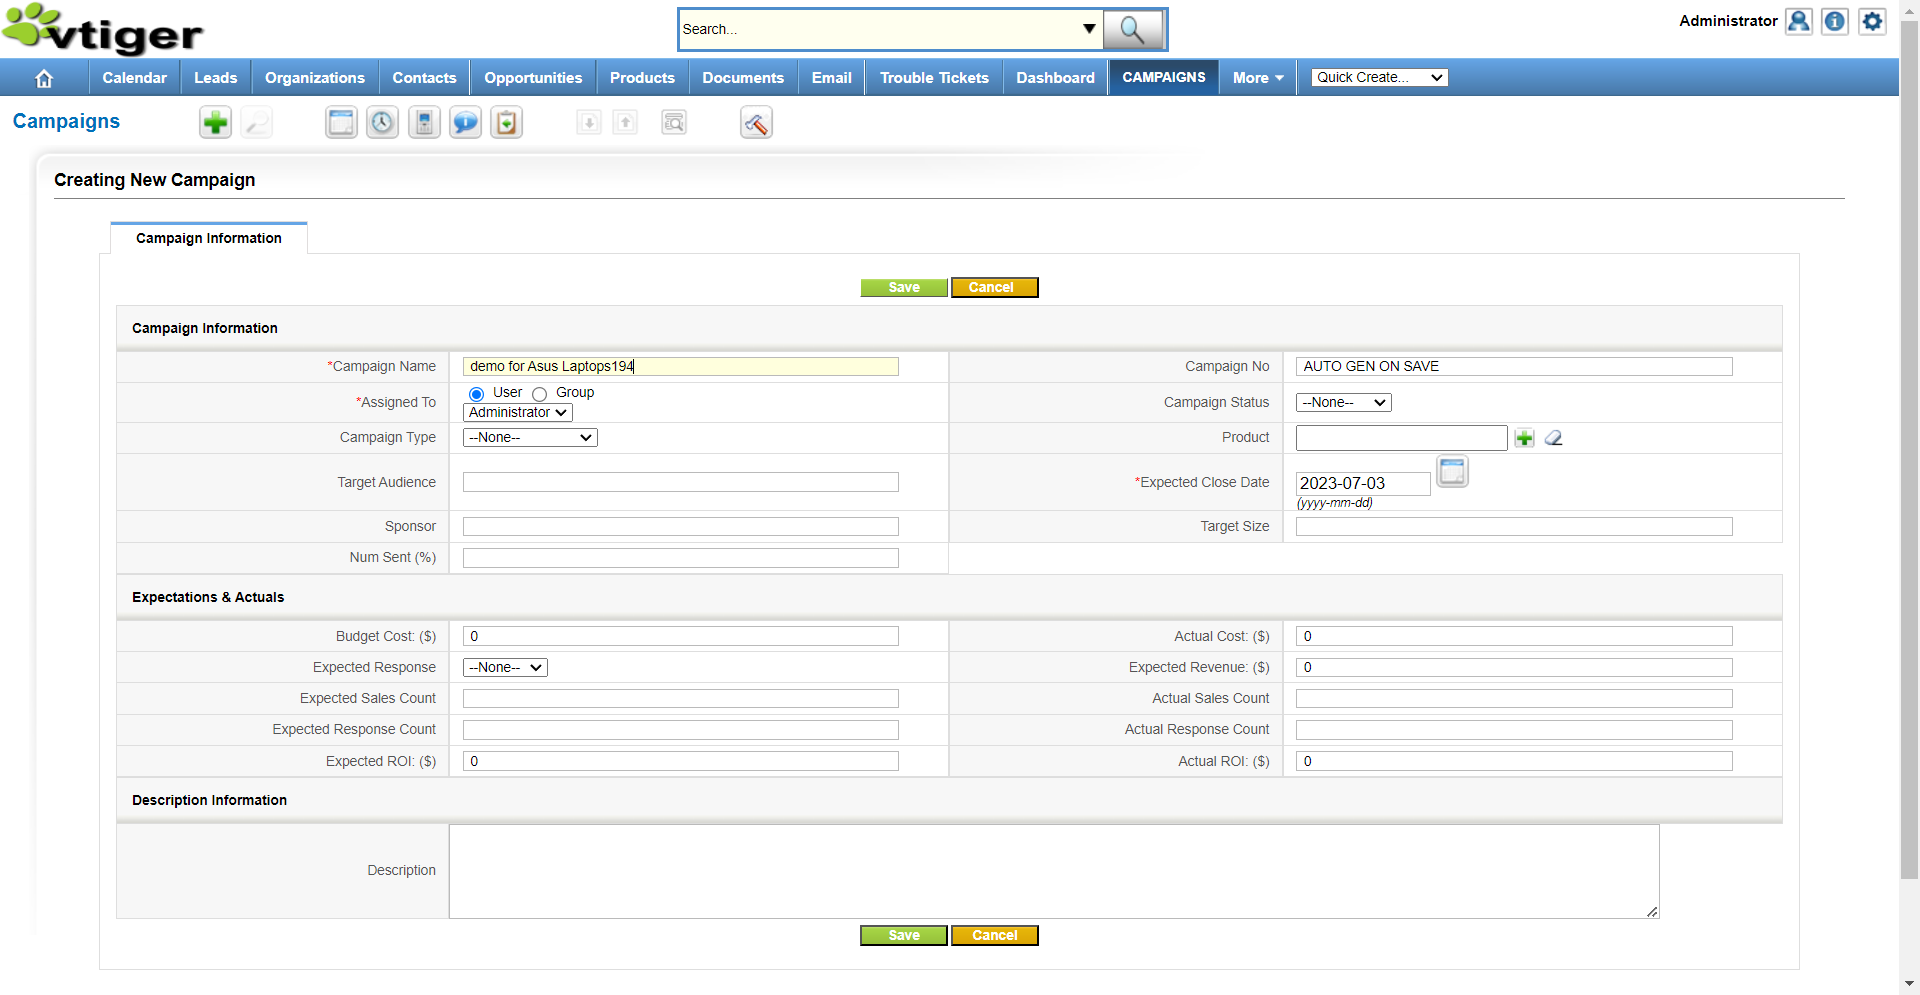 vtiger
Search...
Administrator
Calendar Leads Organizations Contacts Opportunities Products Documents Email Trouble Tickets Dashboard CAMPAIGNS More Quick Create...
Campaigns
Creating New Campaign
Campaign Information
Save Cancel
Campaign Information
*Campaign Name demo for Asus Laptops194 Campaign No AUTO GEN ON SAVE
*Assigned To User Group Administrator Campaign Status --None--
Campaign Type --None-- Product
Target Audience *Expected Close Date 2023-07-03
(yyyy-mm-dd)
Sponsor Target Size
Num Sent (%)
Expectations & Actuals
Budget Cost: ($) 0 Actual Cost: ($) 0
Expected Response --None-- Expected Revenue: ($) 0
Expected Sales Count Actual Sales Count
Expected Response Count Actual Response Count
Expected ROI: ($) 0 Actual ROI: ($) 0
Description Information
Description
Save Cancel